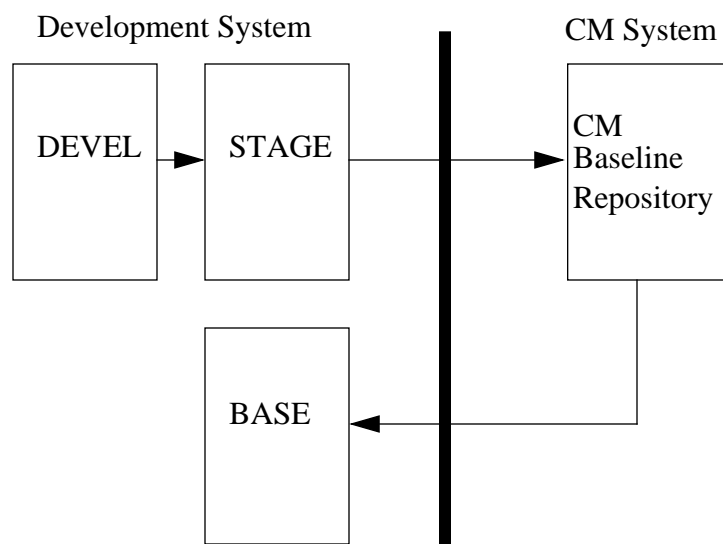 Development System
CM System
DEVEL
STAGE
CM
Baseline
Repository
BASE